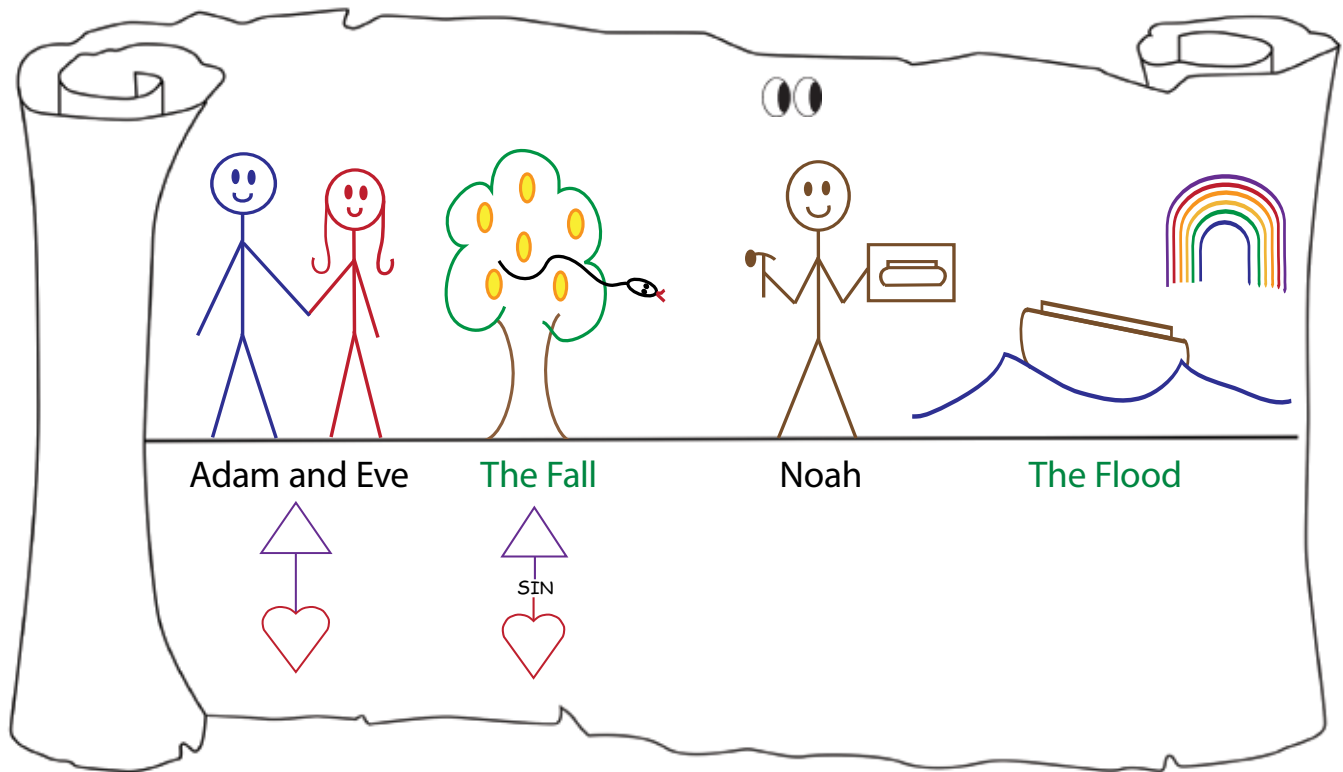 Adam and Eve
The Fall
Noah
The Flood
SIN